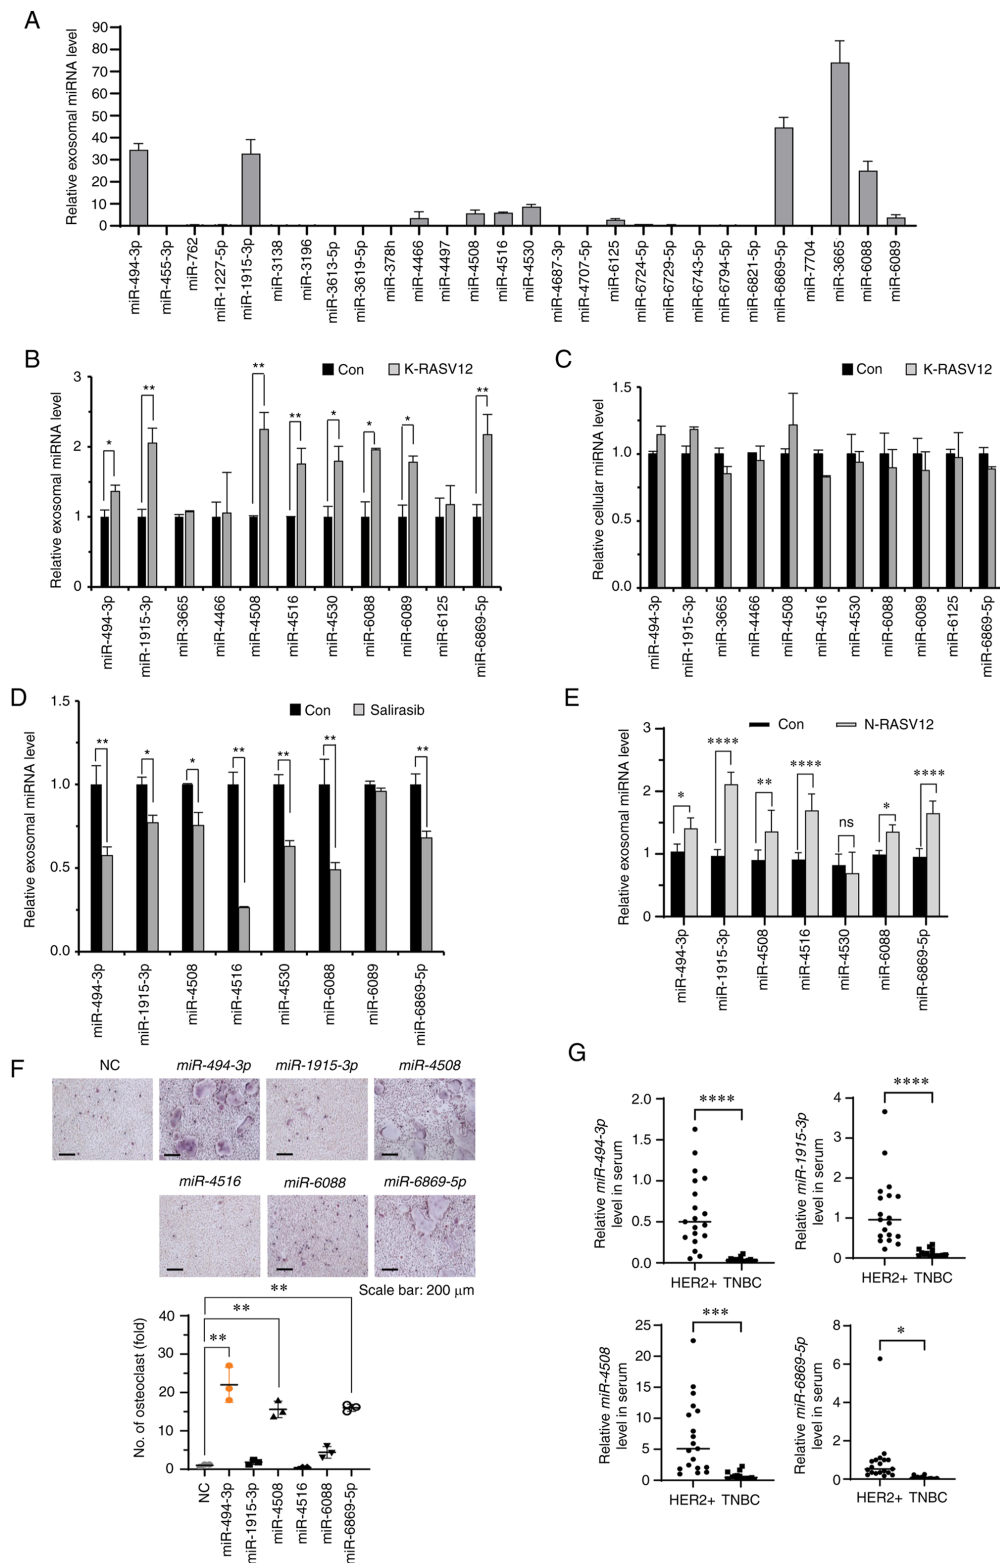 A
Relative exosomal miRNA level
90
80
70
60
50
40
30
20
10
0
miR-494-3p
miR-455-3p
miR-762
miR-1227-5p
miR-1915-3p
miR-3138
miR-3196
miR-3613-5p
miR-3619-5p
miR-378h
miR-4466
miR-4497
miR-4508
miR-4516
miR-4530
miR-4687-3p
miR-4707-5p
miR-6125
miR-6724-5p
miR-6729-5p
miR-6743-5p
miR-6794-5p
miR-6821-5p
miR-6869-5p
miR-7704
miR-3665
miR-6088
miR-6089
B
Con K-RASV12
Relative exosomal miRNA level
3
2
1
0
* ** ** ** * * * **
miR-494-3p
miR-1915-3p
miR-3665
miR-4466
miR-4508
miR-4516
miR-4530
miR-6088
miR-6089
miR-6125
miR-6869-5p
C
Con K-RASV12
Relative cellular miRNA level
1.5
1.0
0.5
0.0
miR-494-3p
miR-1915-3p
miR-3665
miR-4466
miR-4508
miR-4516
miR-4530
miR-6088
miR-6089
miR-6125
miR-6869-5p
D
Con Salirasib
Relative exosomal miRNA level
1.5
1.0
0.5
0.0
** * * ** ** ** **
miR-494-3p
miR-1915-3p
miR-4508
miR-4516
miR-4530
miR-6088
miR-6089
miR-6869-5p
E
Con N-RASV12
Relative exosomal miRNA level
3
2
1
0
* **** ** **** ns * ****
miR-494-3p
miR-1915-3p
miR-4508
miR-4516
miR-4530
miR-6088
miR-6869-5p
F
NC miR-494-3p miR-1915-3p miR-4508
miR-4516 miR-6088 miR-6869-5p
Scale bar: 200 μm
No. of osteoclast (fold)
40
30
20
10
0
**
**
**
NC
miR-494-3p
miR-1915-3p
miR-4508
miR-4516
miR-6088
miR-6869-5p
G
Relative miR-494-3p
level in serum
2.0
1.5
1.0
0.5
0.0
****
HER2+ TNBC
Relative miR-1915-3p
level in serum
4
3
2
1
0
****
HER2+ TNBC
Relative miR-4508
level in serum
25
20
15
10
5
0
***
HER2+ TNBC
Relative miR-6869-5p
level in serum
8
6
4
2
0
*
HER2+ TNBC